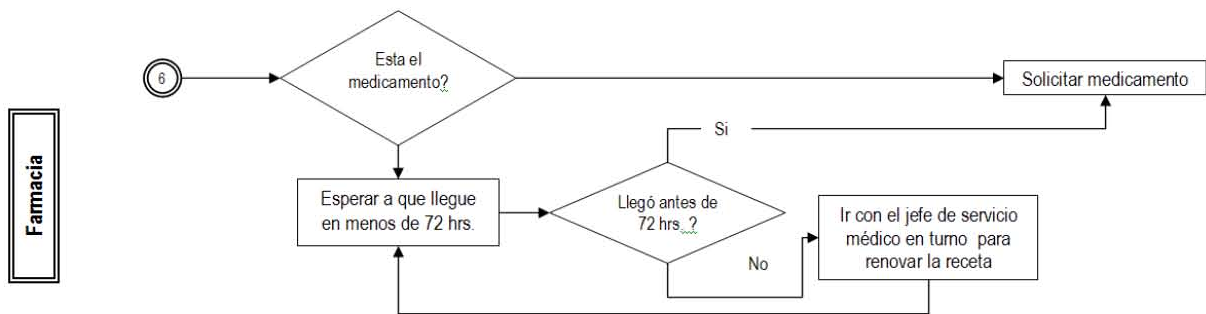 6
Esta el
medicamento?
Solicitar medicamento
Si
Farmacia
Esperar a que llegue
en menos de 72 hrs.
Llegó antes de
72 hrs. ?
Ir con el jefe de servicio
médico en turno para
renovar la receta
No